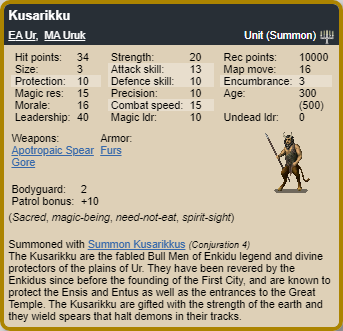 Kusarikku
EA Ur, MA Uruk Unit (Summon)
Hit points: 34 Strength: 20 Rec points: 10000
Size: 3 Attack skill: 13 Map move: 16
Protection: 10 Defence skill: 10 Encumbrance: 3
Magic res: 15 Precision: 10 Age: 300
Morale: 16 Combat speed: 15 (500)
Leadership: 40 Magic ldr: 10 Undead ldr: 0
Weapons: Armor:
Apotropaic Spear Furs
Gore
Bodyguard: 2
Patrol bonus: +10
(Sacred, magic-being, need-not-eat, spirit-sight)
Summoned with Summon Kusarikkus (Conjuration 4)
The Kusarikku are the fabled Bull Men of Enkidu legend and divine
protectors of the plains of Ur. They have been revered by the
Enkidus since before the founding of the First City, and are known to
protect the Ensis and Entus as well as the entrances to the Great
Temple. The Kusarikku are gifted with the strength of the earth and
they wield spears that halt demons in their tracks.